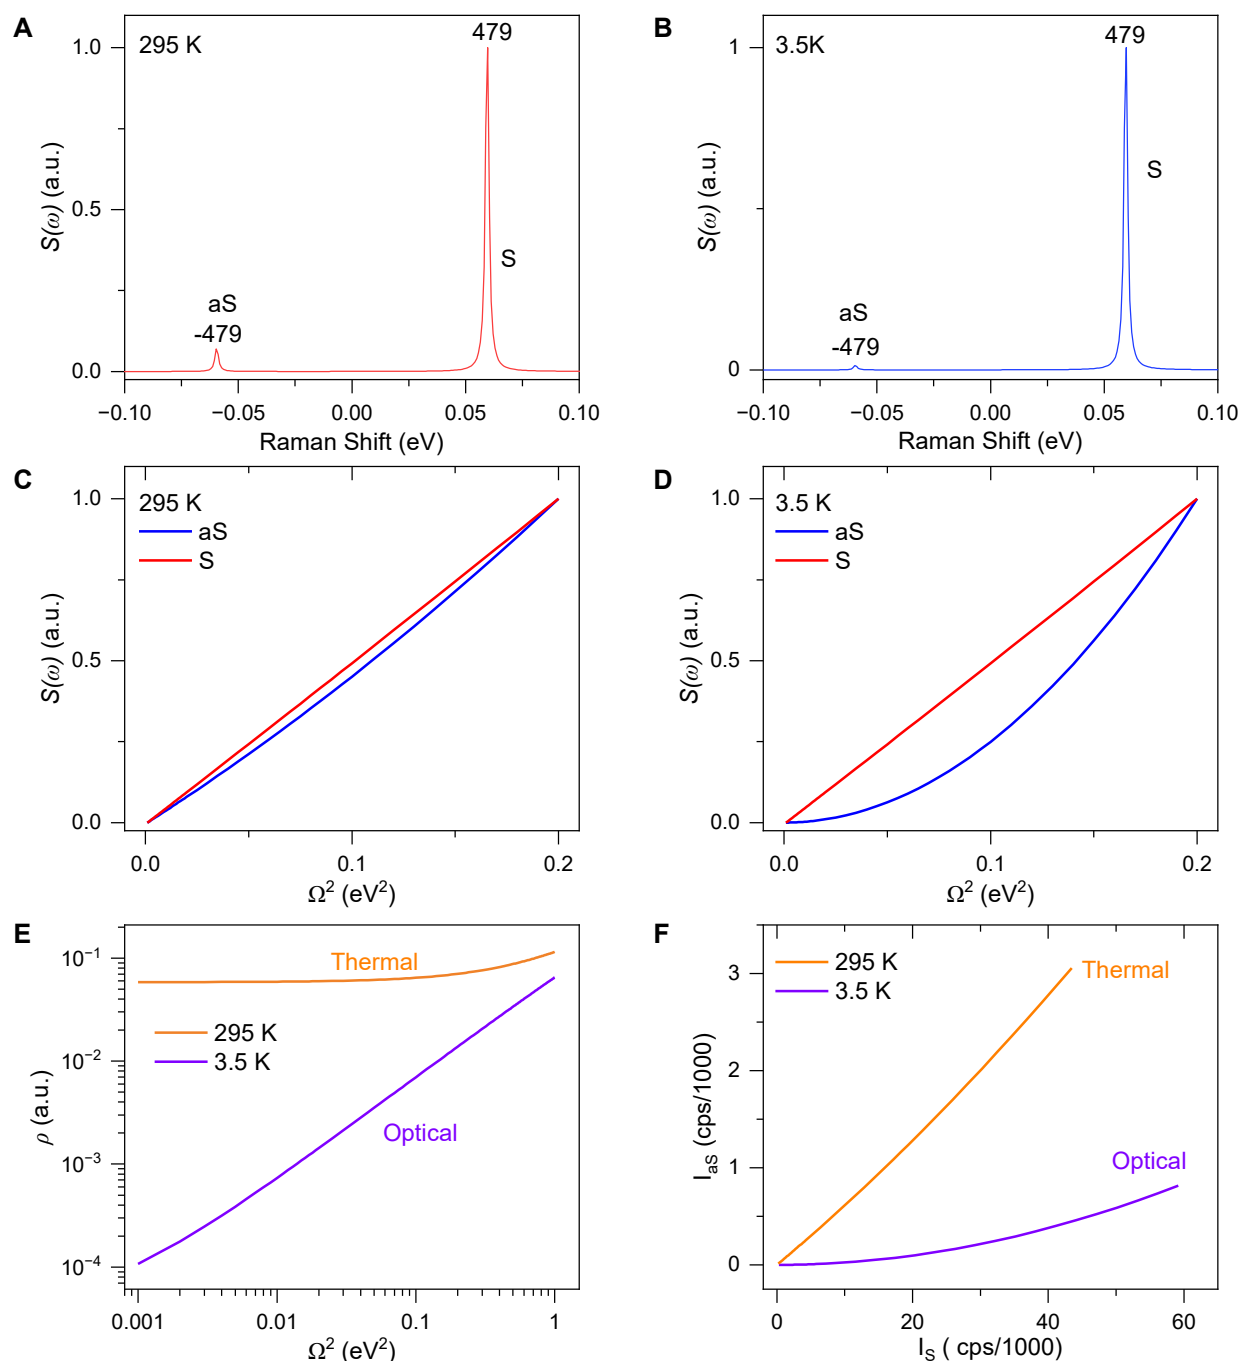 A
295 K
479
1.0
0.5
0.0
S(ω) (a.u.)
aS
-479
S
−0.10
−0.05
0.00
0.05
0.10
Raman Shift (eV)
B
3.5K
479
1
0
S(ω) (a.u.)
aS
-479
S
−0.10
−0.05
0.00
0.05
0.10
Raman Shift (eV)
C
295 K
aS
S
1.0
0.5
0.0
S(ω) (a.u.)
0.0
0.1
0.2
Ω² (eV²)
D
3.5 K
aS
S
1.0
0.5
0.0
S(ω) (a.u.)
0.0
0.1
0.2
Ω² (eV²)
E
Thermal
295 K
3.5 K
Optical
10⁻¹
10⁻²
10⁻³
10⁻⁴
ρ (a.u.)
0.001
0.01
0.1
1
Ω² (eV²)
F
295 K
3.5 K
Thermal
Optical
3
2
1
0
I_aS (cps/1000)
0
20
40
60
I_S ( cps/1000)